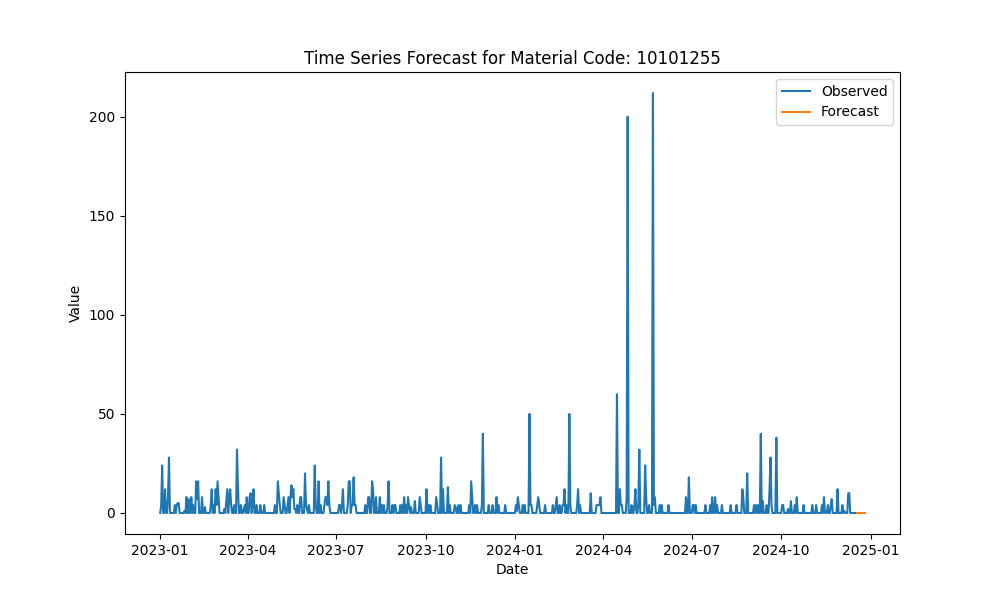 Time Series Forecast for Material Code: 10101255
Observed
Forecast
200
150
100
50
0
Value
2023-01 2023-04 2023-07 2023-10 2024-01 2024-04 2024-07 2024-10 2025-01
Date